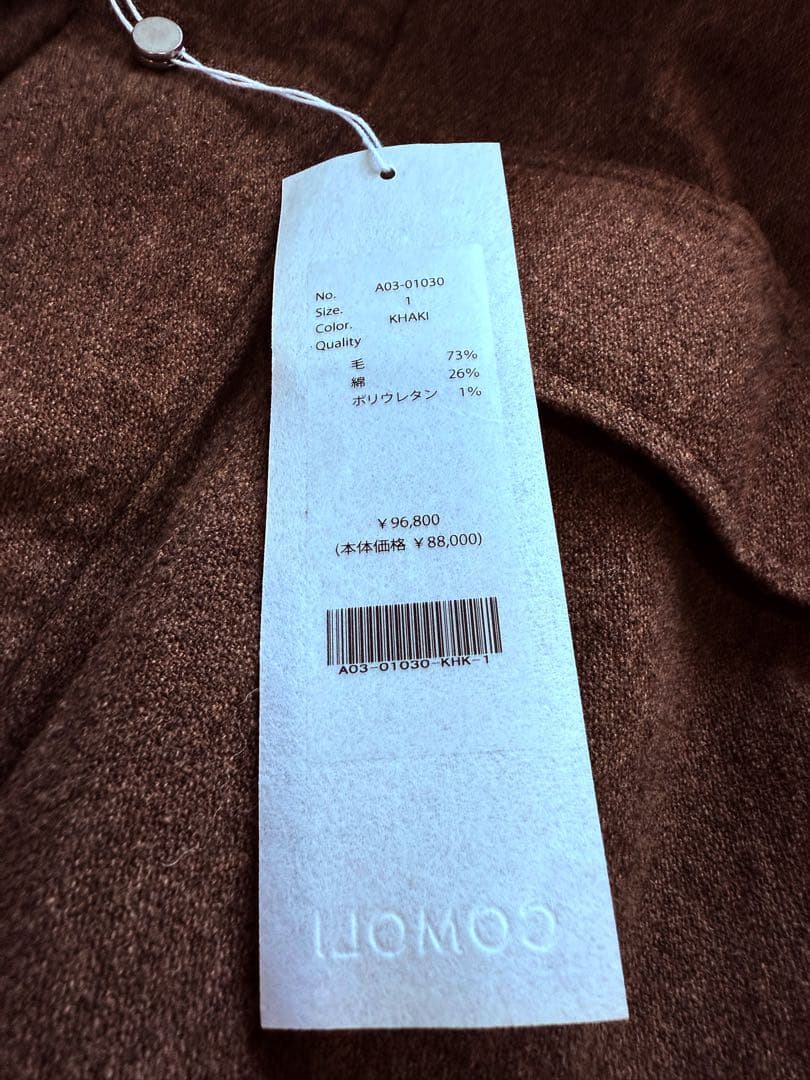 No. A03-01030
Size. 1
Color. KHAKI
Quality
毛 73%
綿 26%
ポリウレタン 1%
¥96,800
(本体価格 ¥88,000)
A03-01030-KHK-1
COMOLI